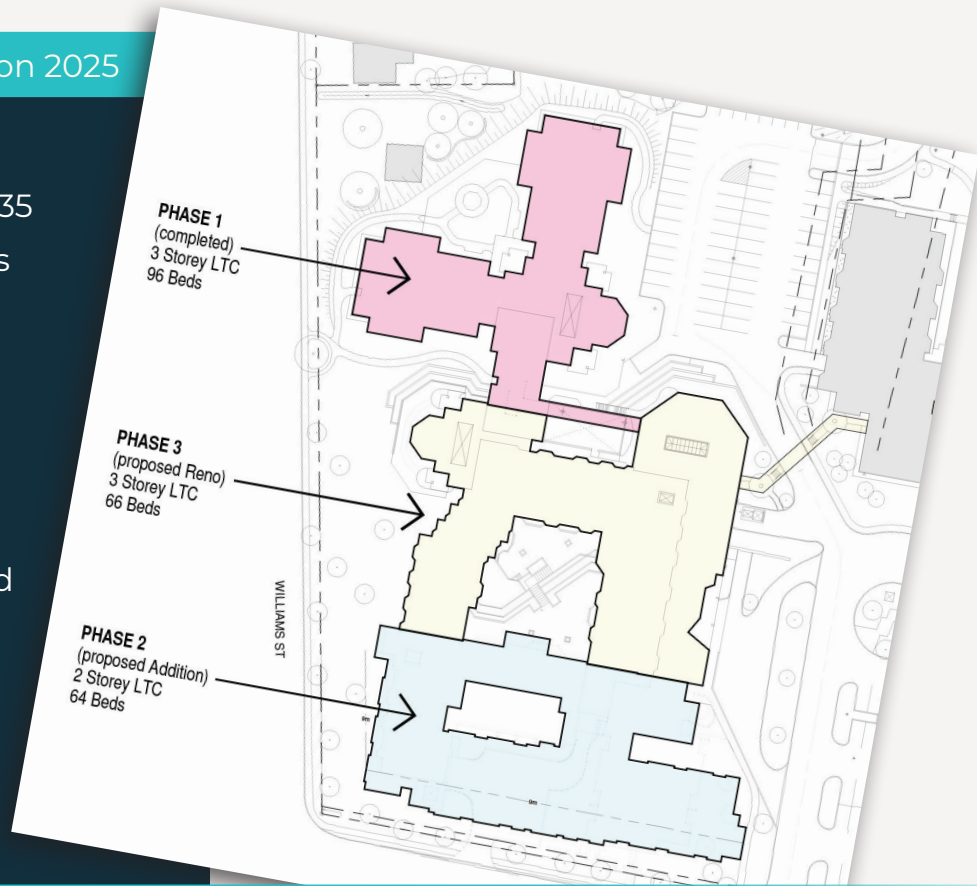 on 2025
35
s
d
PHASE 1
(completed)
3 Storey LTC
96 Beds
PHASE 3
(proposed Reno)
3 Storey LTC
66 Beds
WILLIAMS ST
PHASE 2
(proposed Addition)
2 Storey LTC
64 Beds
9m